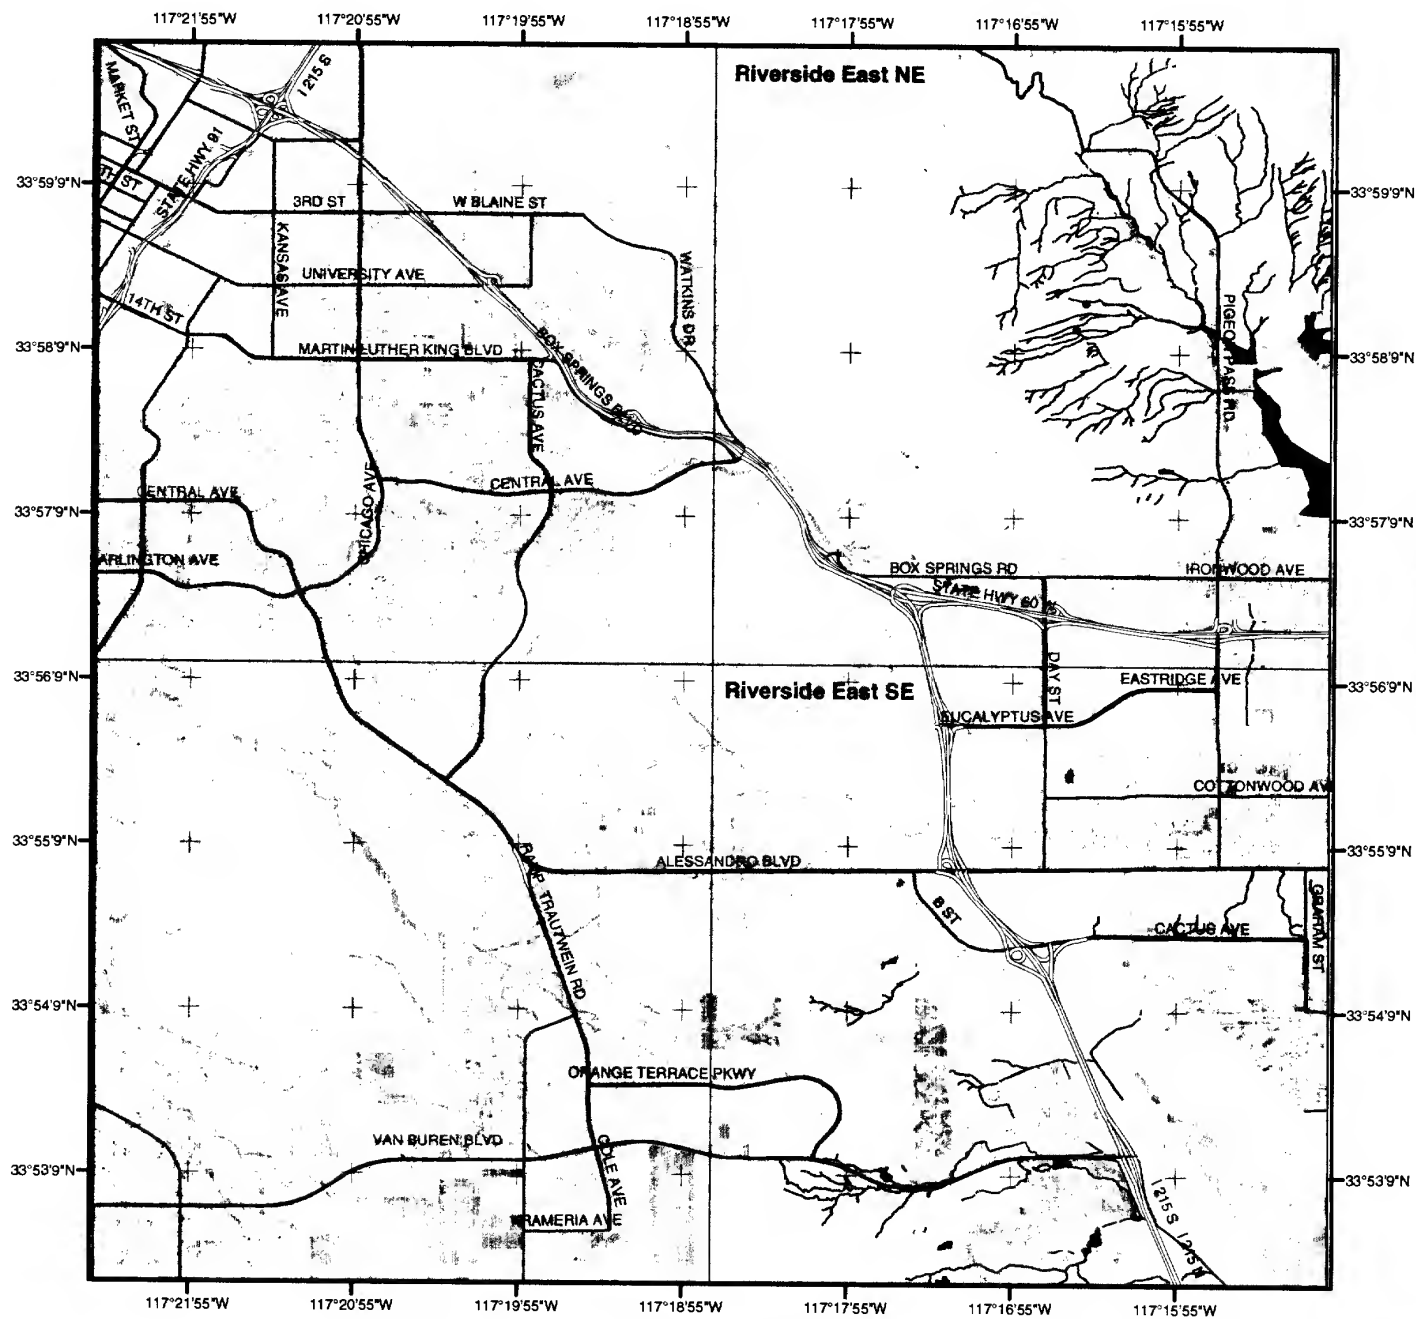 117°21'55"W 117°20'55"W 117°19'55"W 117°18'55"W 117°17'55"W 117°16'55"W 117°15'55"W
Riverside East NE
I 215 S
MARKET ST
STATE HWY 91
33°59'9"N
TH ST
33°59'9"N
3RD ST
W BLAINE ST
KANSAS AVE
UNIVERSITY AVE
WATKINS DR
14TH ST
PIGEON PASS RD
33°58'9"N
MARTIN LUTHER KING BLVD
BOX SPRINGS BLVD
33°58'9"N
CACTUS AVE
CENTRAL AVE
CHICAGO AVE
CENTRAL AVE
33°57'9"N
33°57'9"N
ARLINGTON AVE
BOX SPRINGS RD
IRONWOOD AVE
STATE HWY 60
33°56'9"N
Riverside East SE
DAY ST
EASTRIDGE AVE
33°56'9"N
EUCALYPTUS AVE
COTTONWOOD AV
33°55'9"N
RAMP
ALESSANDRO BLVD
33°55'9"N
TRAUTWEIN RD
B ST
CACTUS AVE
GRAHAM ST
33°54'9"N
33°54'9"N
ORANGE TERRACE PKWY
VAN BUREN BLVD
COLE AVE
33°53'9"N
33°53'9"N
KRAMERIA AVE
I 215 S
I 215 N
117°21'55"W 117°20'55"W 117°19'55"W 117°18'55"W 117°17'55"W 117°16'55"W 117°15'55"W